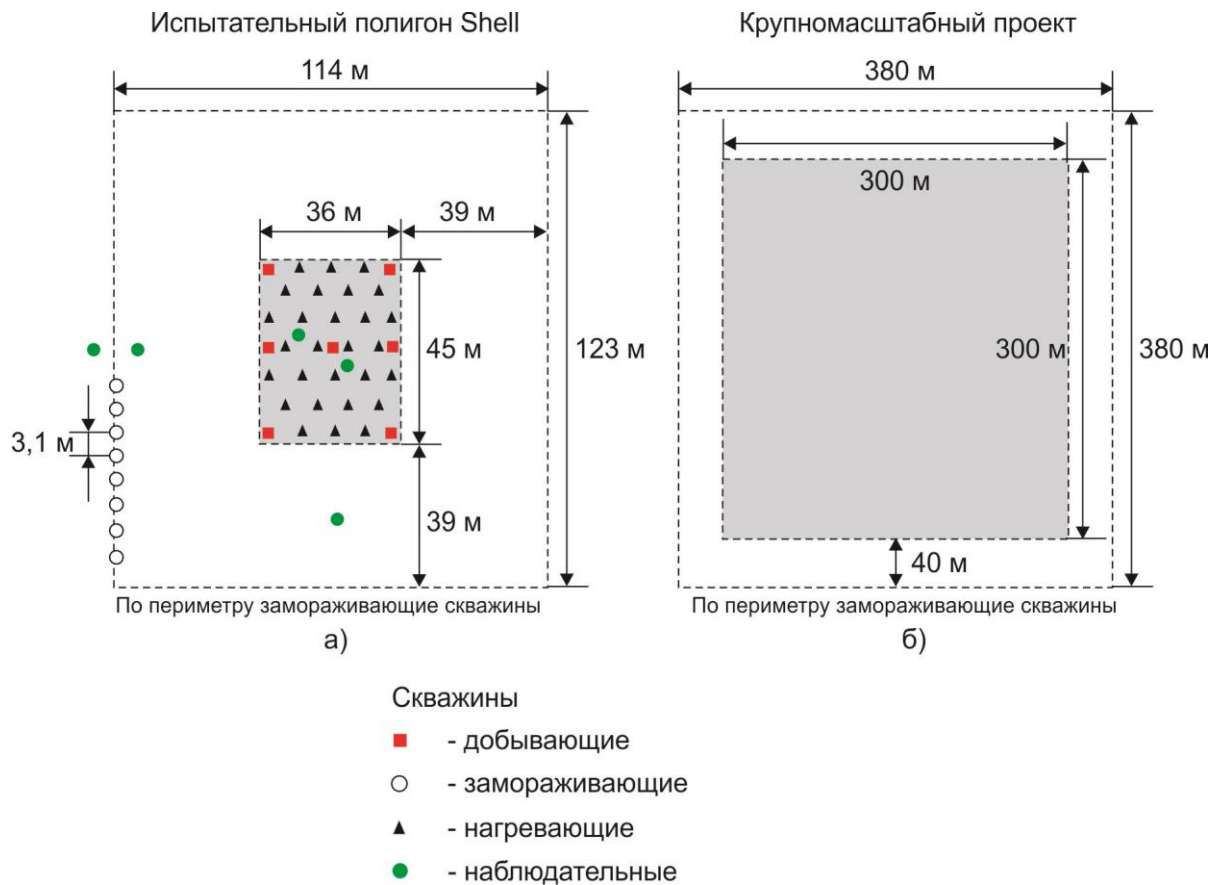 Испытательный полигон Shell
114 м
36 м
39 м
45 м
123 м
3,1 м
39 м
По периметру замораживающие скважины
а)
Крупномасштабный проект
380 м
300 м
300 м
380 м
40 м
По периметру замораживающие скважины
б)
Скважины
- добывающие
- замораживающие
- нагревающие
- наблюдательные